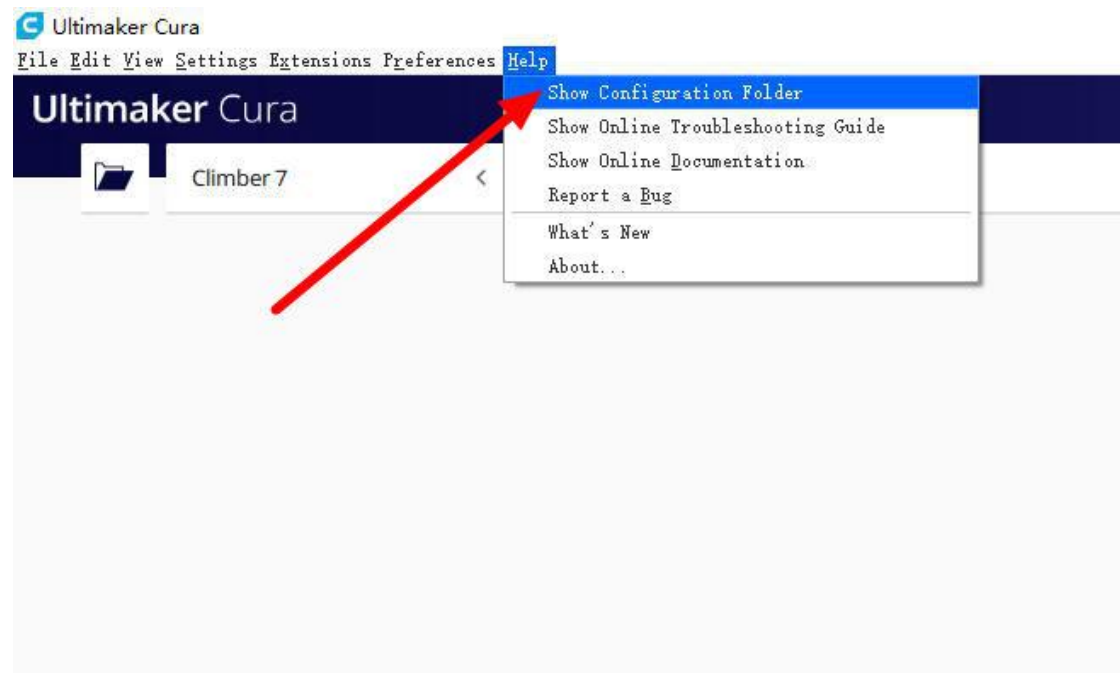 Ultimaker Cura
File Edit View Settings Extensions Preferences Help
Ultimaker Cura
Show Configuration Folder
Show Online Troubleshooting Guide
Climber 7
Show Online Documentation
Report a Bug
What's New
About...